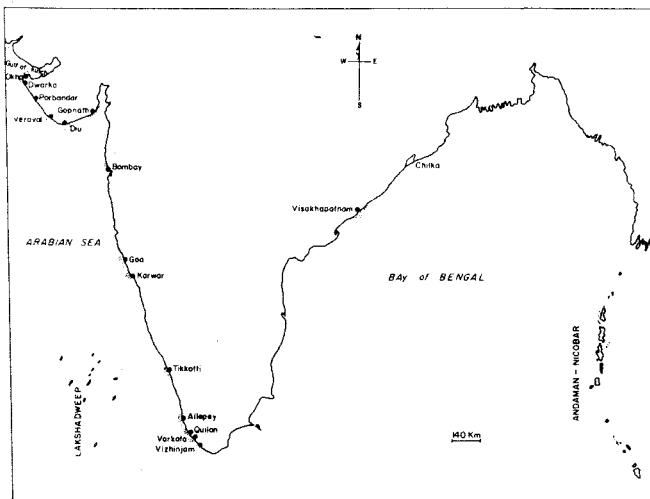 N
W E
S
Gulf of Kutch
Okha
Dwarka
Porbandar
Gopnath
Veraval
Diu
Bombay
Chilka
Visakhapatnam
ARABIAN SEA
Goa
Karwar
BAY of BENGAL
Tikkoti
LAKSHADWEEP
ANDAMAN - NICOBAR
Allepey
Quilon
Varkala
Vizhinjam
140 Km